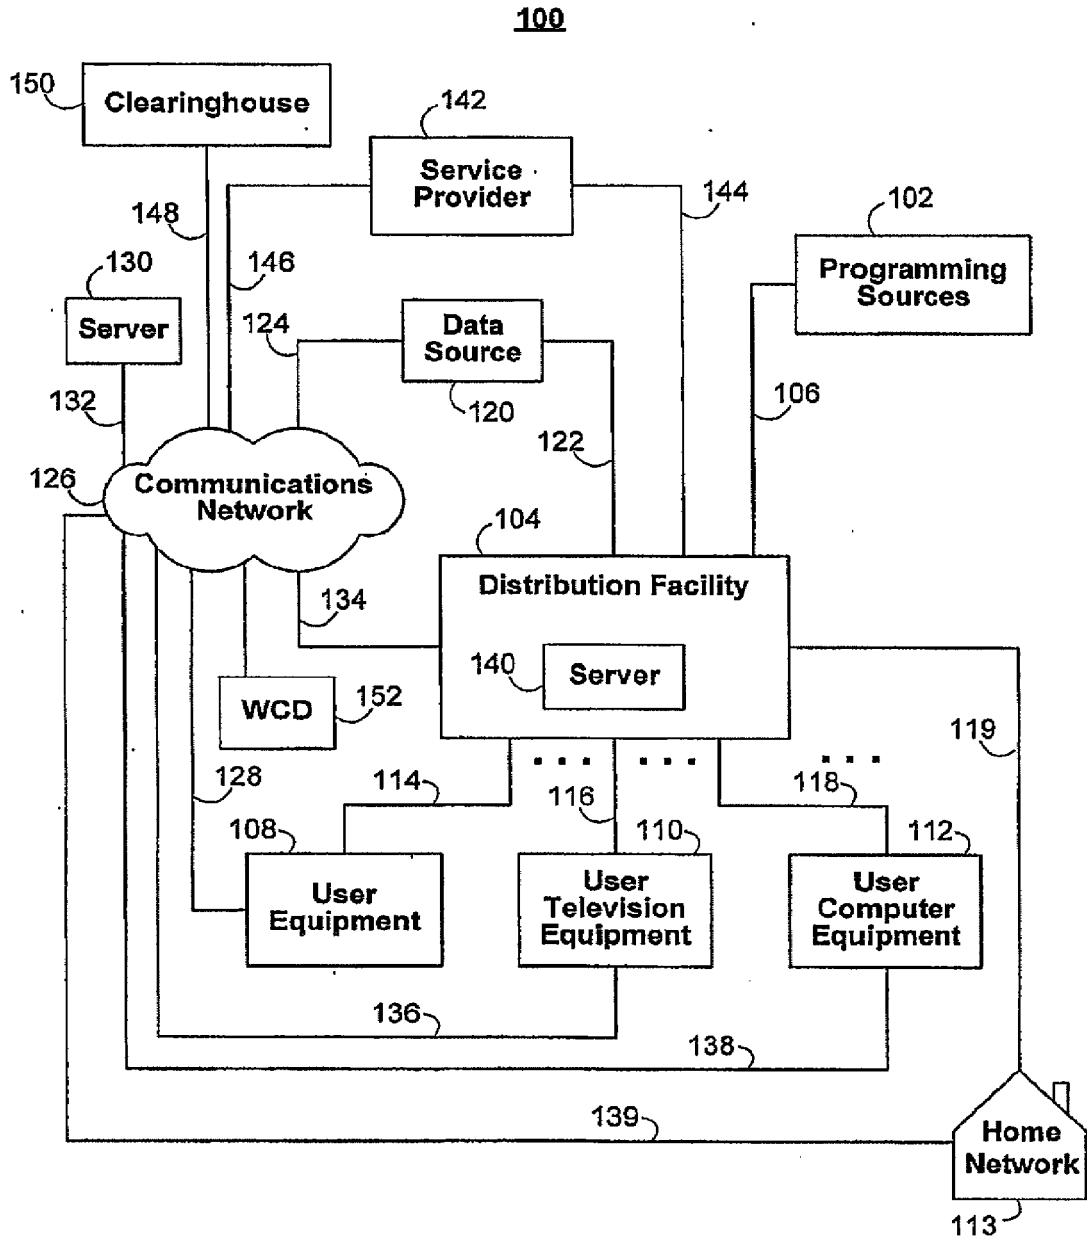 100
150
Clearinghouse
142
Service
Provider
148
144
102
Programming
Sources
146
130
Server
124
Data
Source
120
132
106
122
126
Communications
Network
104
Distribution Facility
134
140
Server
WCD
152
119
128
114
116
118
108
User
Equipment
110
User
Television
Equipment
112
User
Computer
Equipment
136
138
139
Home
Network
113